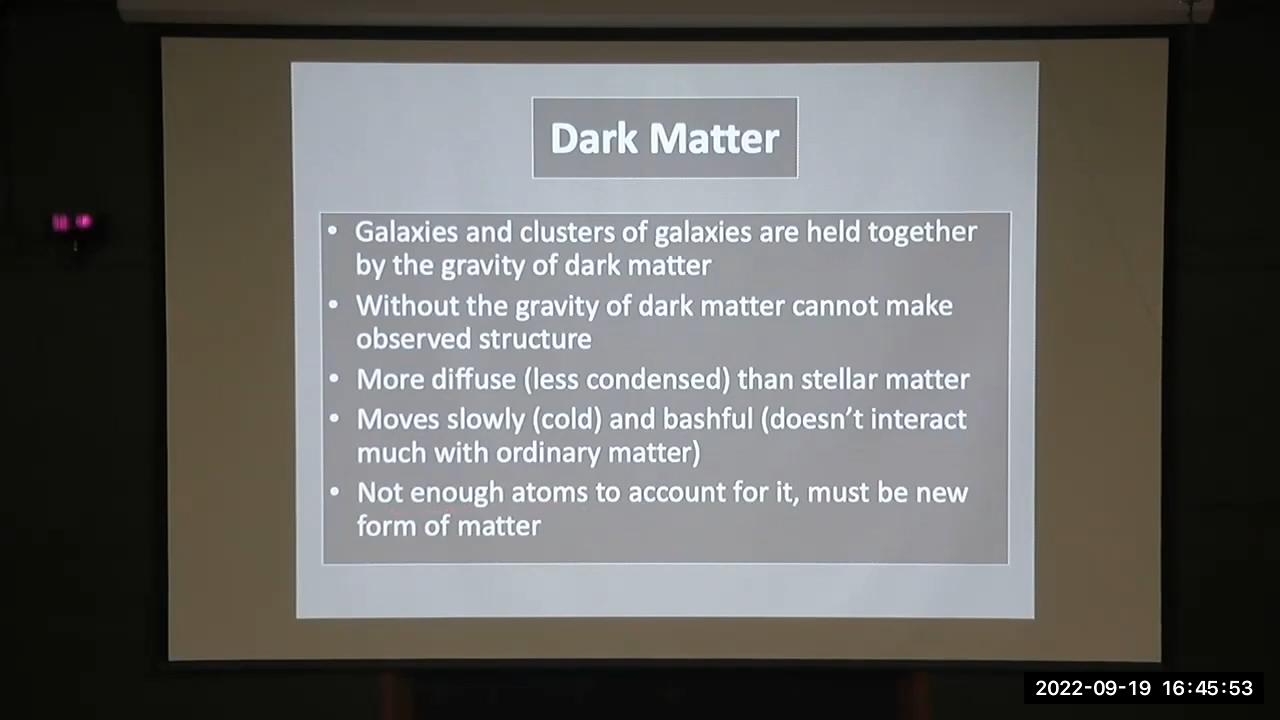 Dark Matter
• Galaxies and clusters of galaxies are held together
by the gravity of dark matter
• Without the gravity of dark matter cannot make
observed structure
• More diffuse (less condensed) than stellar matter
• Moves slowly (cold) and bashful (doesn’t interact
much with ordinary matter)
• Not enough atoms to account for it, must be new
form of matter
2022-09-19 16:45:53